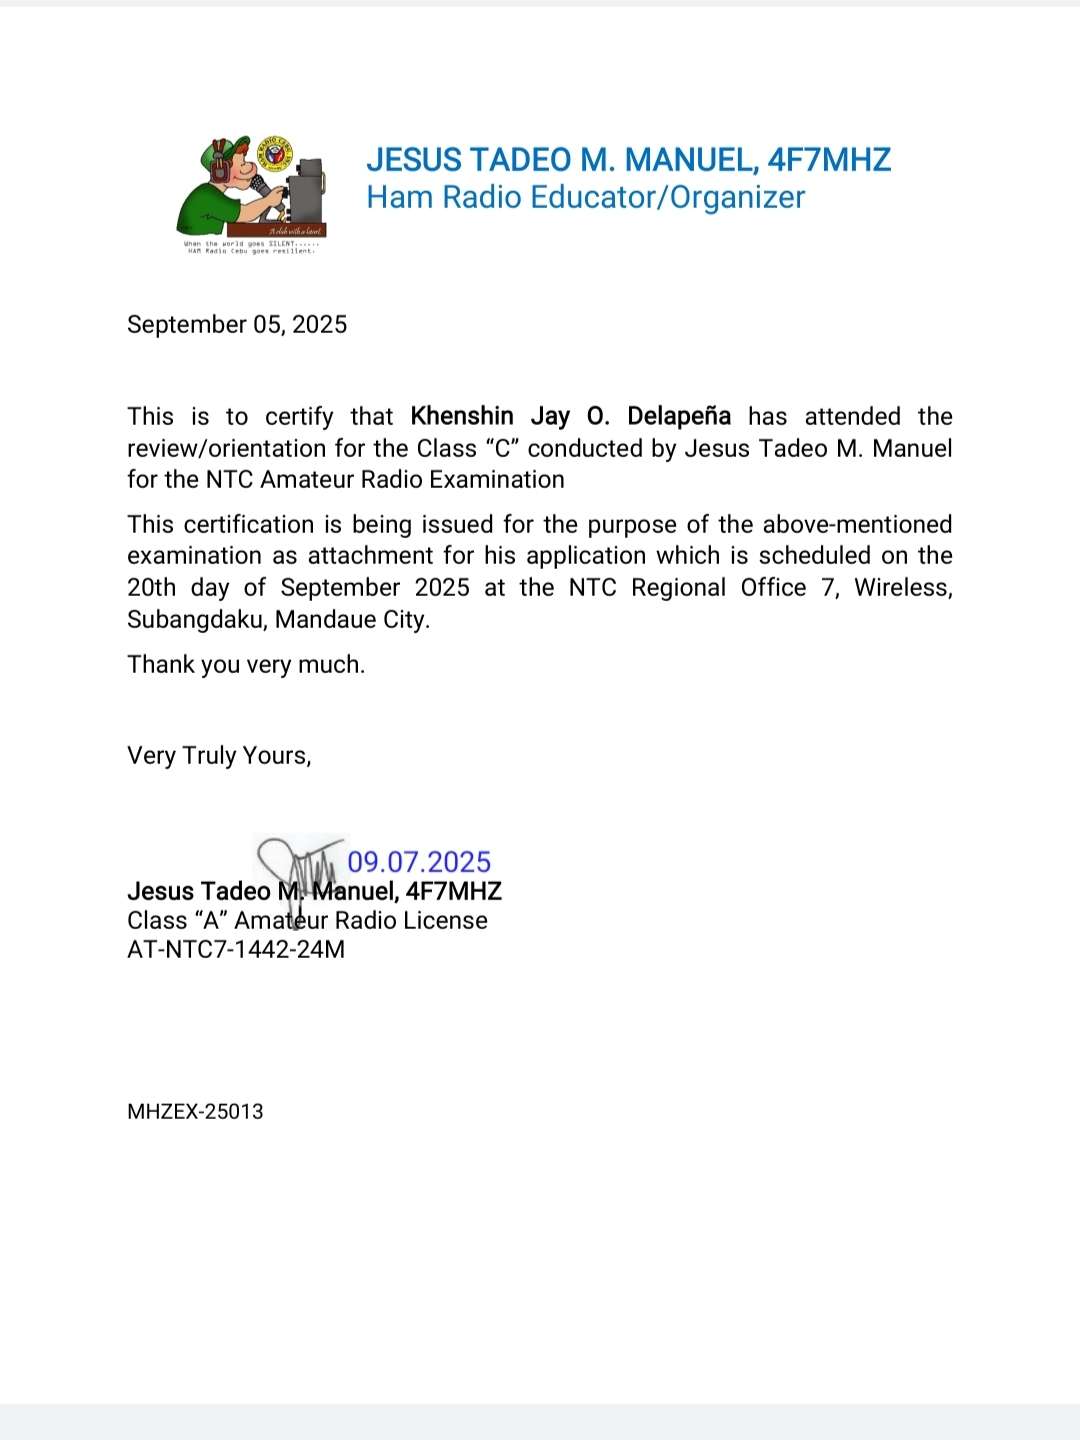 JESUS TADEO M. MANUEL, 4F7MHZ
Ham Radio Educator/Organizer
A club with a heart
When the world goes SILENT......
HAM Radio Cebu goes resilient.
September 05, 2025
This is to certify that Khenshin Jay O. Delapeña has attended the
review/orientation for the Class “C” conducted by Jesus Tadeo M. Manuel
for the NTC Amateur Radio Examination
This certification is being issued for the purpose of the above-mentioned
examination as attachment for his application which is scheduled on the
20th day of September 2025 at the NTC Regional Office 7, Wireless,
Subangdaku, Mandaue City.
Thank you very much.
Very Truly Yours,
09.07.2025
Jesus Tadeo M. Manuel, 4F7MHZ
Class “A” Amateur Radio License
AT-NTC7-1442-24M
MHZEX-25013